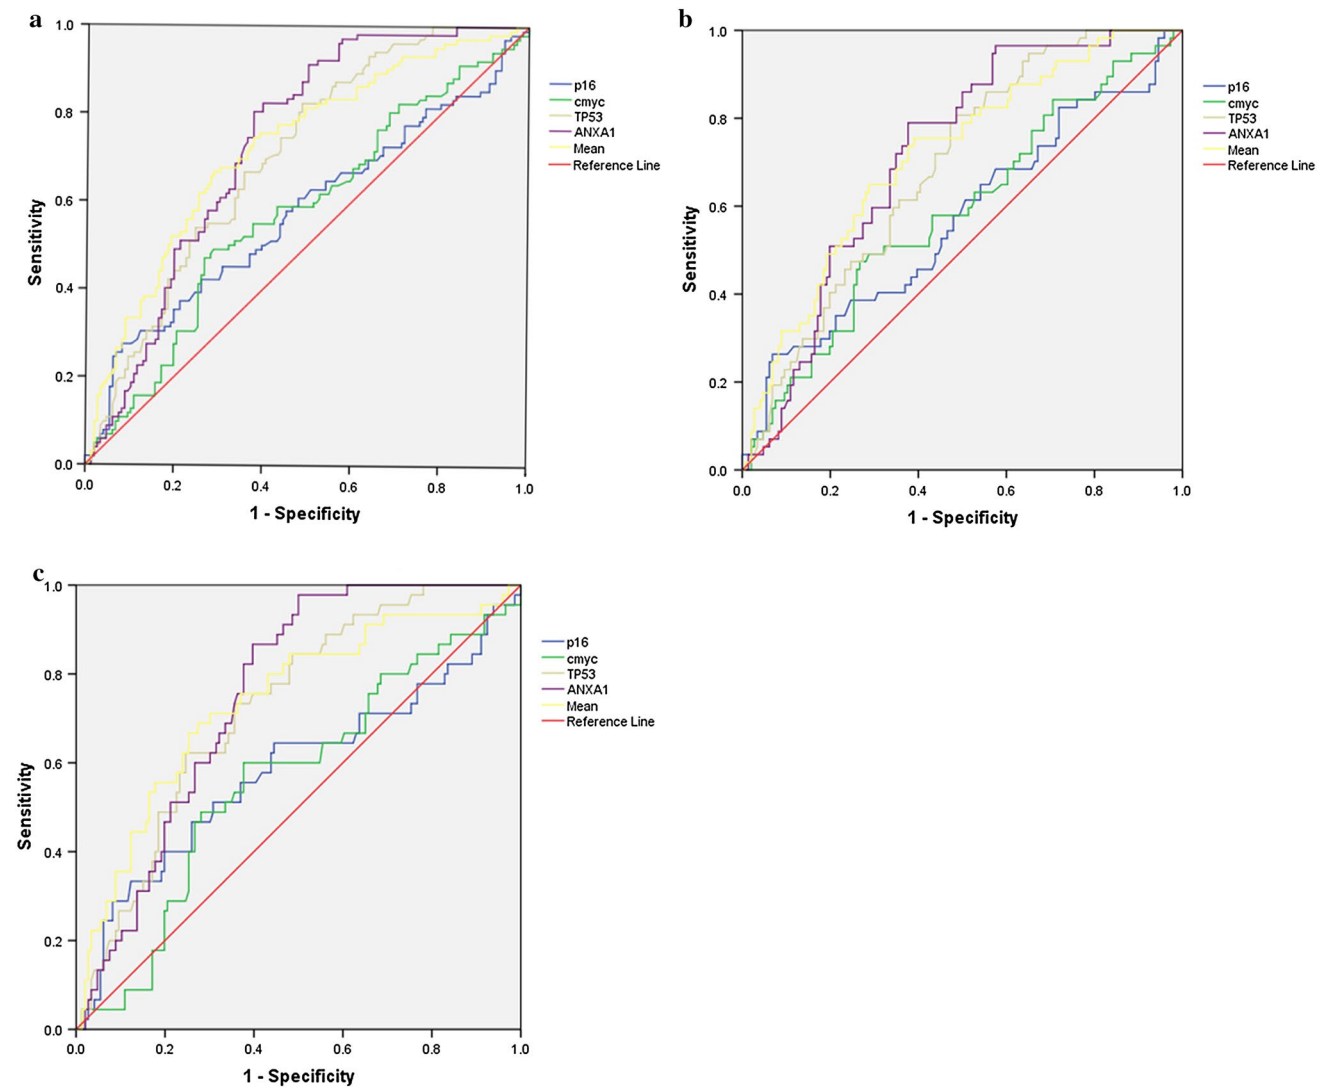 a
1.0
0.8
0.6
0.4
0.2
0.0
Sensitivity
0.0 0.2 0.4 0.6 0.8 1.0
1 - Specificity
p16
cmyc
TP53
ANXA1
Mean
Reference Line
b
1.0
0.8
0.6
0.4
0.2
0.0
Sensitivity
0.0 0.2 0.4 0.6 0.8 1.0
1 - Specificity
p16
cmyc
TP53
ANXA1
Mean
Reference Line
c
1.0
0.8
0.6
0.4
0.2
0.0
Sensitivity
0.0 0.2 0.4 0.6 0.8 1.0
1 - Specificity
p16
cmyc
TP53
ANXA1
Mean
Reference Line